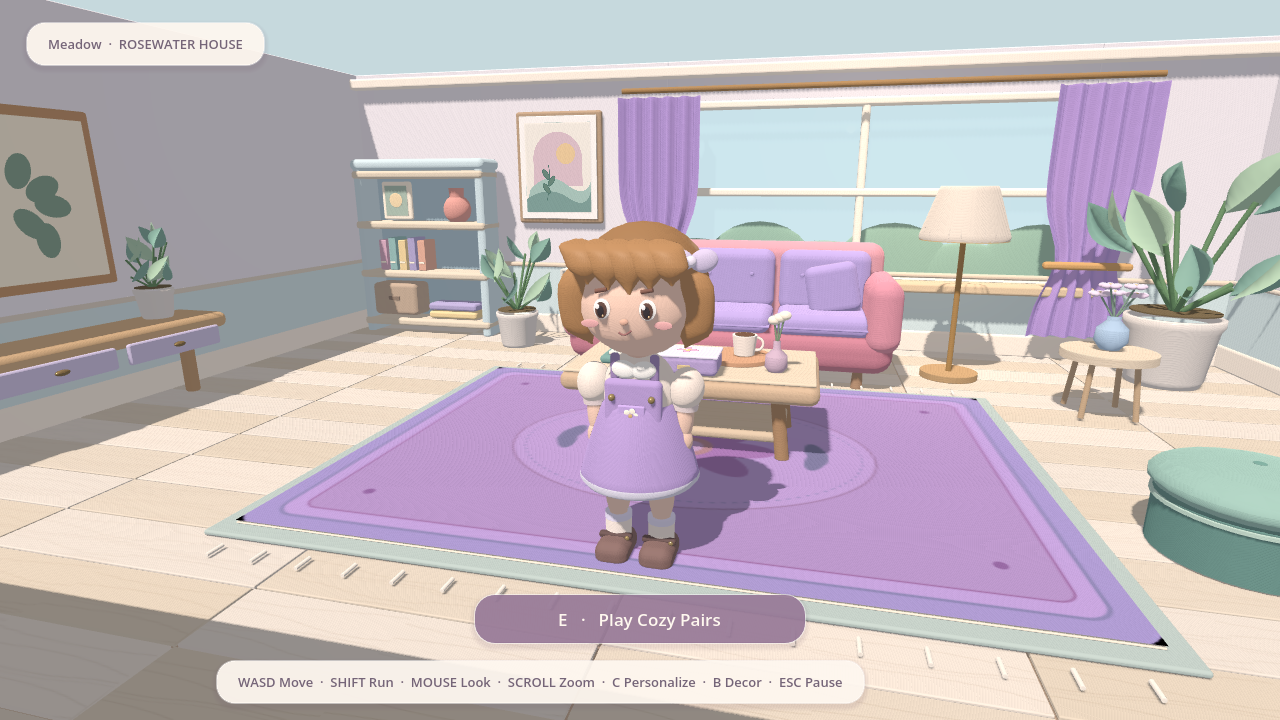 Meadow · ROSEWATER HOUSE
E · Play Cozy Pairs
WASD Move · SHIFT Run · MOUSE Look · SCROLL Zoom · C Personalize · B Decor · ESC Pause